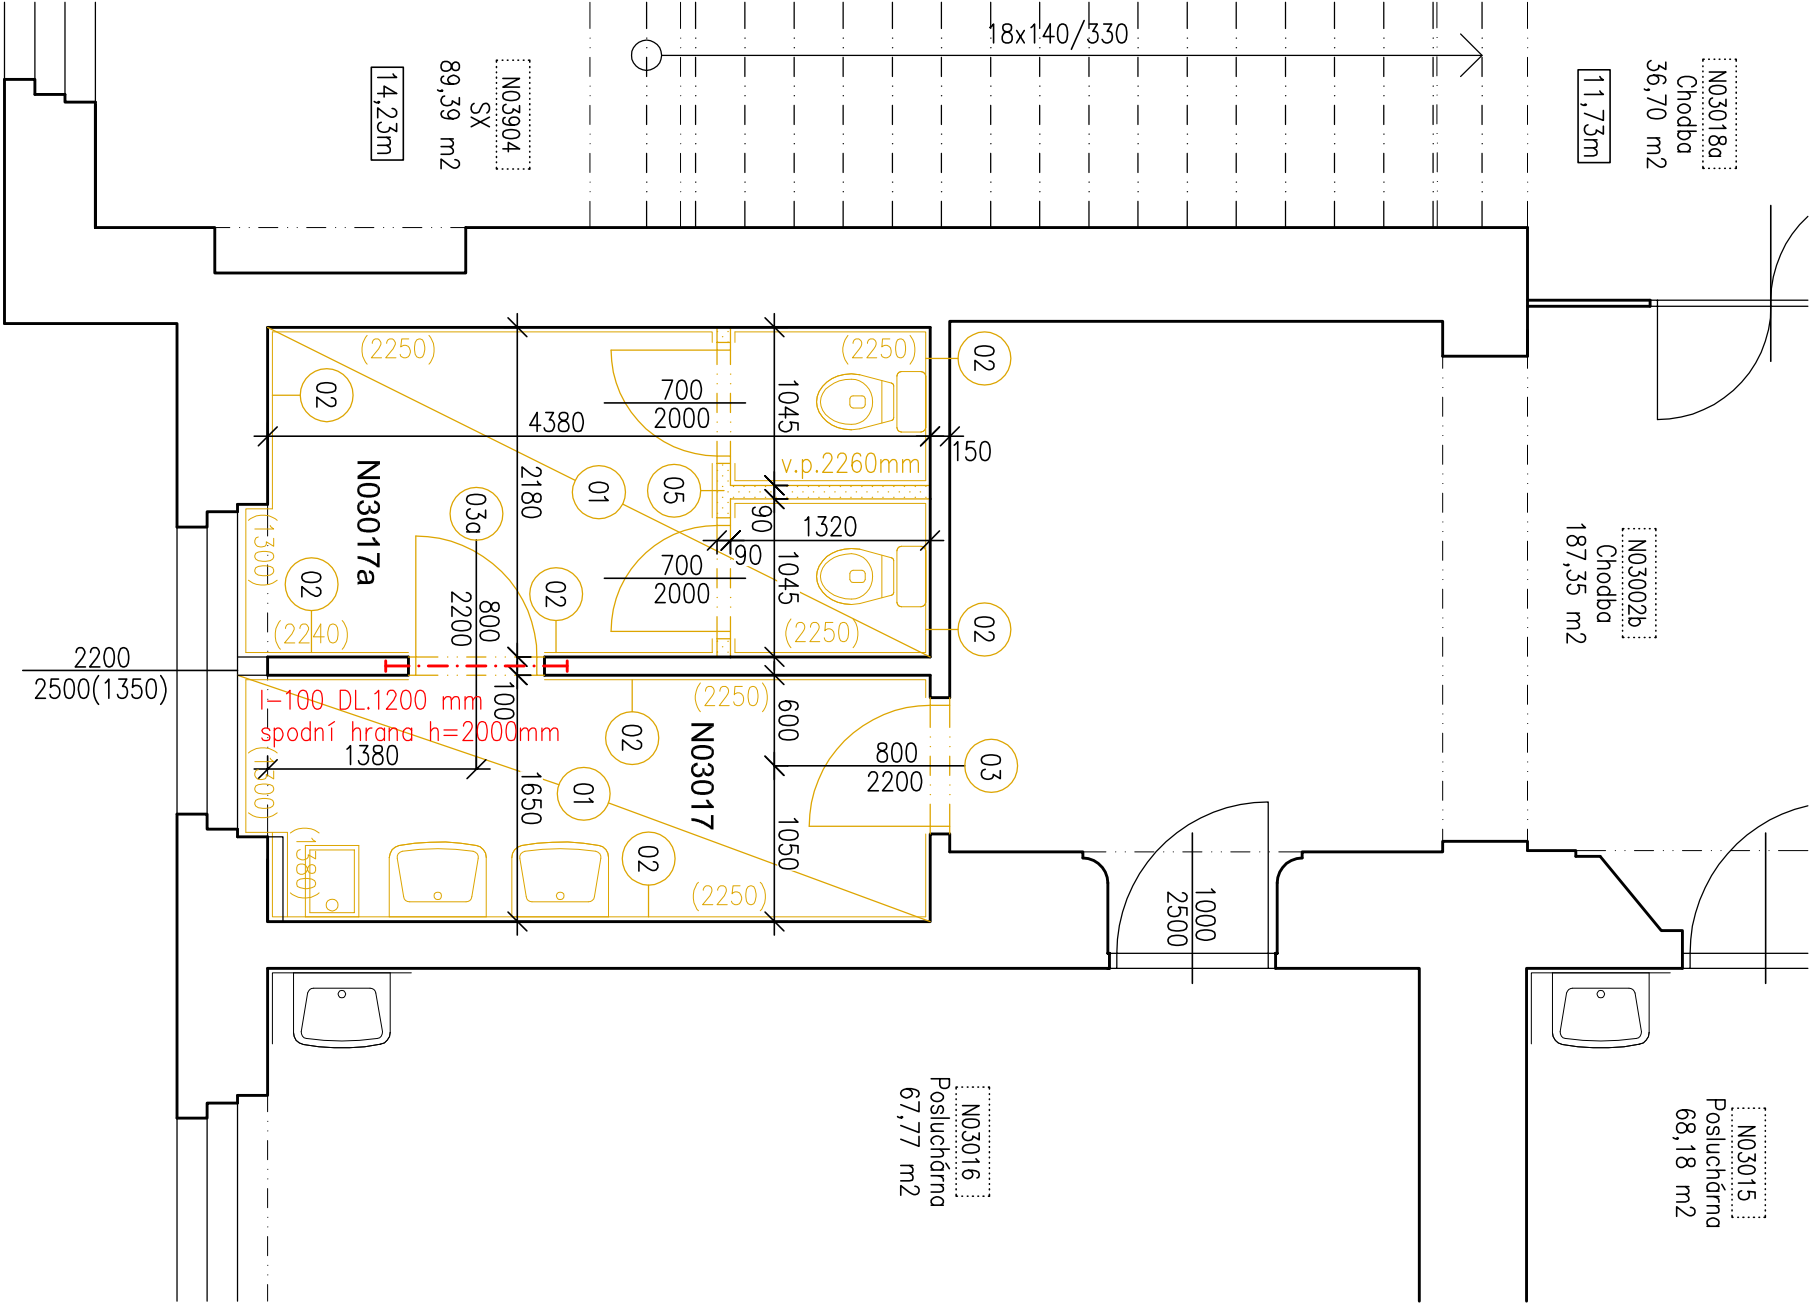 18x140/330
N03904
SX
89,39 m2
14,23m
N03018a
Chodba
36,70 m2
11,73m
(2250)
(2250)
02
02
700
2000
1045
4380
150
v.p.2260mm
N03017a
2180
01
05
03a
90
1320
90
(1300)
02
800
2200
02
700
2000
1045
(2240)
(2250)
02
N03002b
Chodba
187,35 m2
2200
2500(1350)
I-100 DL.1200 mm
spodní hrana h=2000mm
100
(2250)
600
02
N03017
1380
(1300)
1650
01
800
2200
03
1050
(1380)
02
(2250)
1000
2500
N03016
Posluchárna
67,77 m2
N03015
Posluchárna
68,18 m2